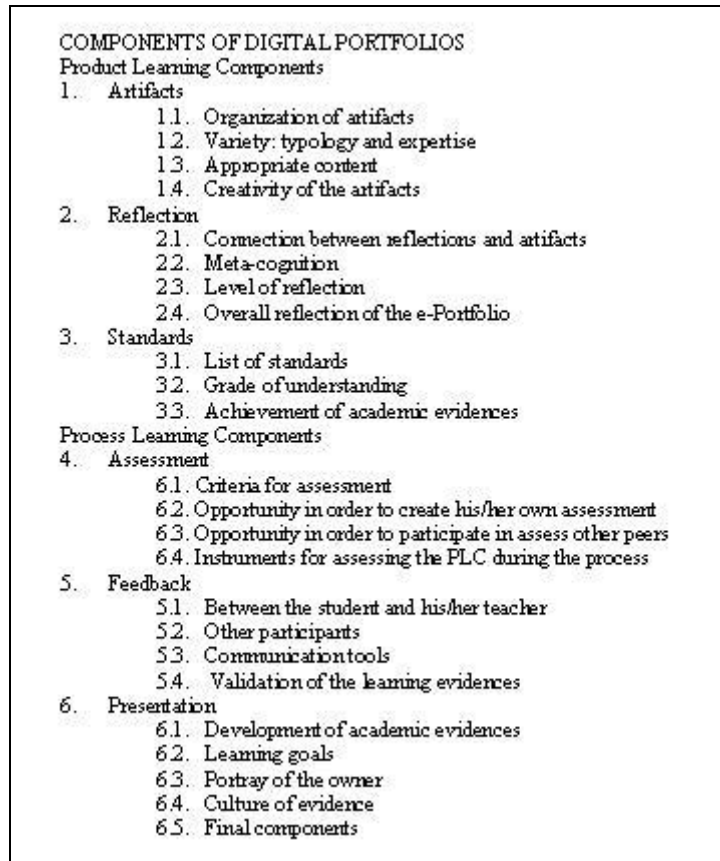 COMPONENTS OF DIGITAL PORTFOLIOS
Product Learning Components
1. Artifacts
1.1. Organization of artifacts
1.2. Variety: typology and expertise
1.3. Appropriate content
1.4. Creativity of the artifacts
2. Reflection
2.1. Connection between reflections and artifacts
2.2. Meta-cognition
2.3. Level of reflection
2.4. Overall reflection of the e-Portfolio
3. Standards
3.1. List of standards
3.2. Grade of understanding
3.3. Achievement of academic evidences
Process Learning Components
4. Assessment
6.1. Criteria for assessment
6.2. Opportunity in order to create his/her own assessment
6.3. Opportunity in order to participate in assess other peers
6.4. Instruments for assessing the PLC during the process
5. Feedback
5.1. Between the student and his/her teacher
5.2. Other participants
5.3. Communication tools
5.4. Validation of the learning evidences
6. Presentation
6.1. Development of academic evidences
6.2. Learning goals
6.3. Portray of the owner
6.4. Culture of evidence
6.5. Final components